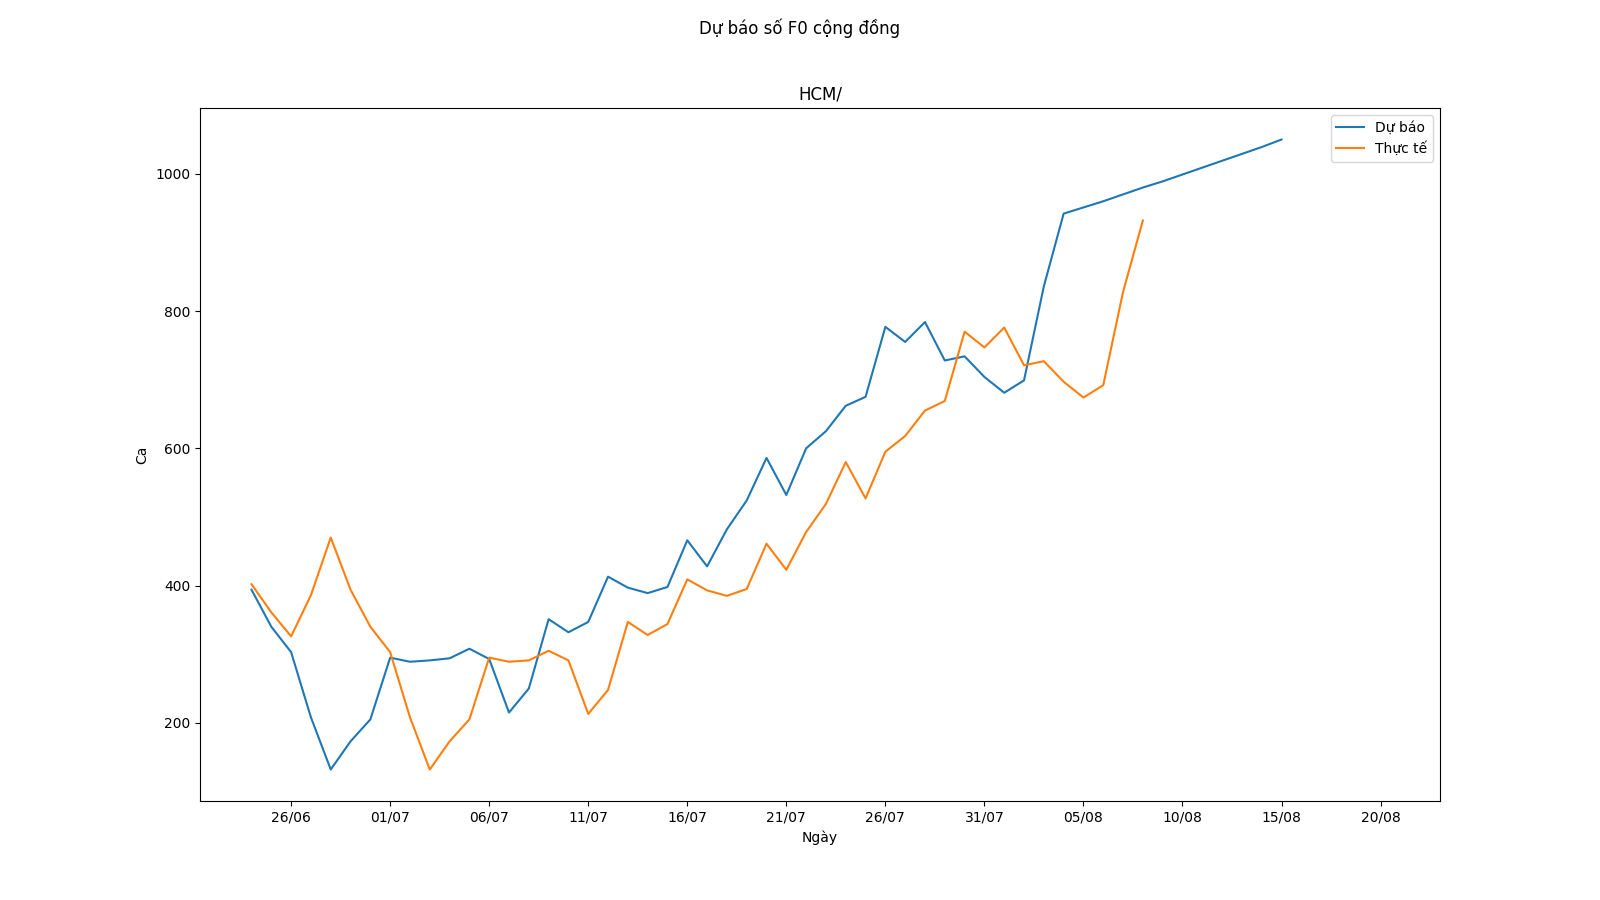 Dự báo số F0 cộng đồng
HCM/
Dự báo
Thực tế
1000
800
600
400
200
Ca
26/06
01/07
06/07
11/07
16/07
21/07
26/07
31/07
05/08
10/08
15/08
20/08
Ngày